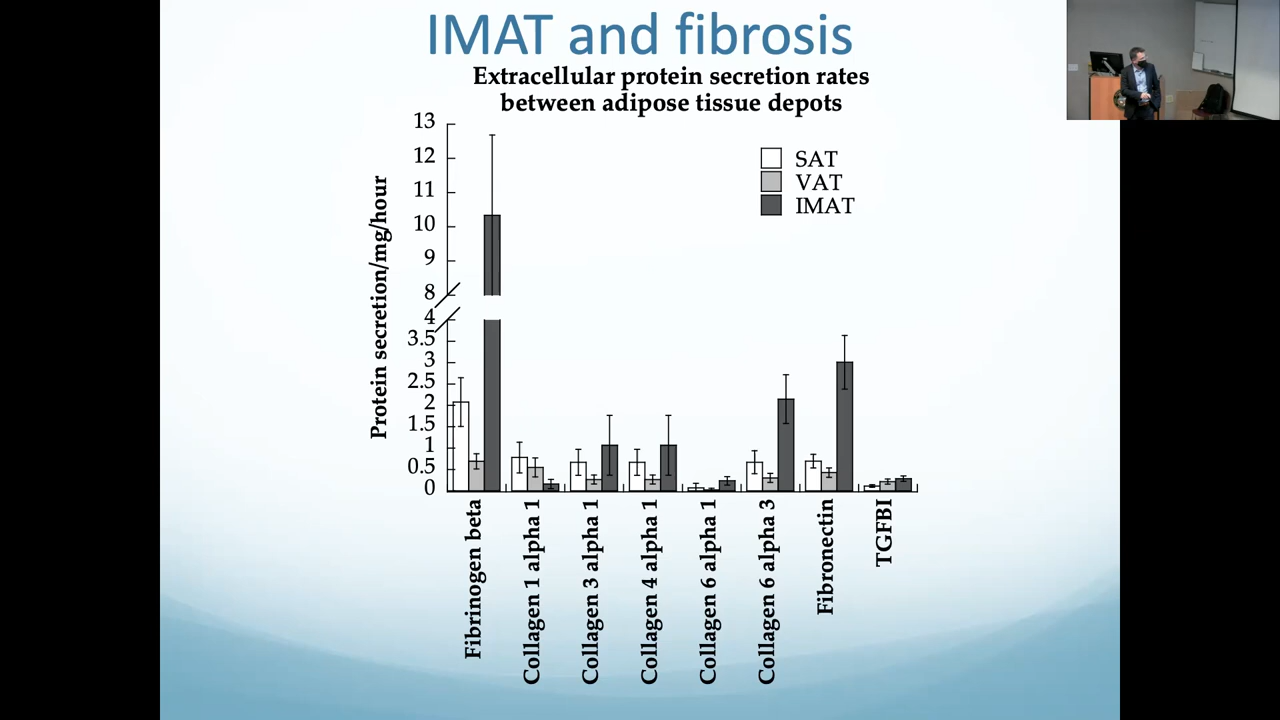 IMAT and fibrosis
Extracellular protein secretion rates
between adipose tissue depots
Protein secretion/mg/hour
13
12
11
10
9
8
4
3.5
3
2.5
2
1.5
1
0.5
0
SAT
VAT
IMAT
Fibrinogen beta
Collagen 1 alpha 1
Collagen 3 alpha 1
Collagen 4 alpha 1
Collagen 6 alpha 1
Collagen 6 alpha 3
Fibronectin
TGFBI